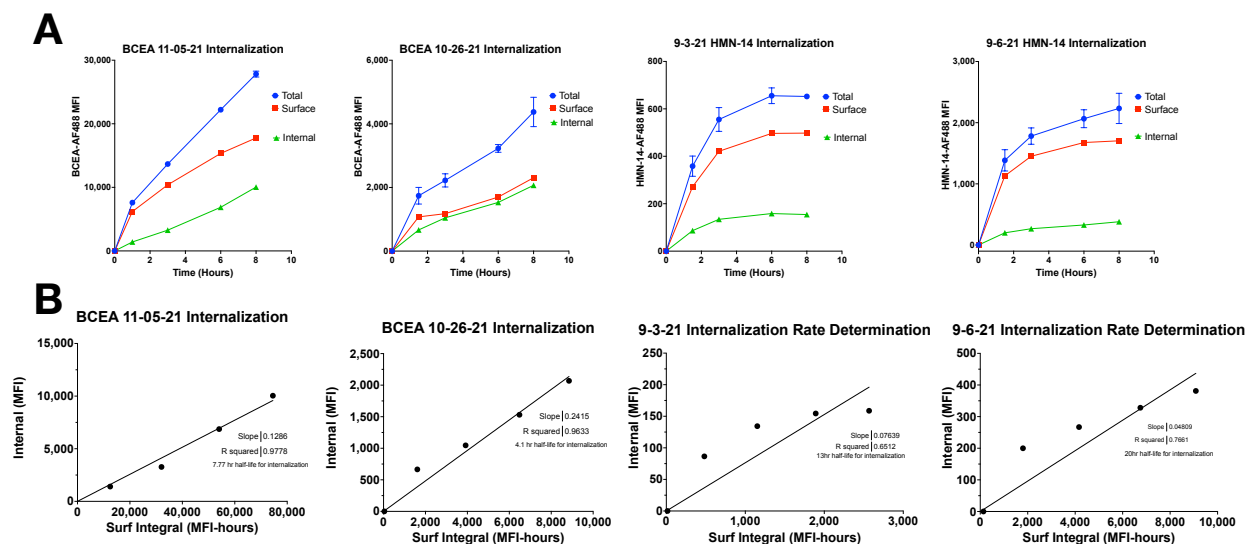 A
BCEA 11-05-21 Internalization
30,000
20,000
10,000
0
BCEA-AF488 MFI
0 2 4 6 8 10
Time (Hours)
Total
Surface
Internal
BCEA 10-26-21 Internalization
6,000
4,000
2,000
0
BCEA-AF488 MFI
0 2 4 6 8 10
Time (Hours)
Total
Surface
Internal
9-3-21 HMN-14 Internalization
800
600
400
200
0
HMN-14-AF488 MFI
0 2 4 6 8 10
Time (Hours)
Total
Surface
Internal
9-6-21 HMN-14 Internalization
3,000
2,000
1,000
0
HMN-14-AF488 MFI
0 2 4 6 8 10
Time (Hours)
Total
Surface
Internal
B
BCEA 11-05-21 Internalization
15,000
10,000
5,000
0
Internal (MFI)
0 20,000 40,000 60,000 80,000
Surf Integral (MFI-hours)
Slope 0.1286
R squared 0.9778
7.77 hr half-life for internalization
BCEA 10-26-21 Internalization
2,500
2,000
1,500
1,000
500
0
Internal (MFI)
0 2,000 4,000 6,000 8,000 10,000
Surf Integral (MFI-hours)
Slope 0.2415
R squared 0.9633
4.1 hr half-life for internalization
9-3-21 Internalization Rate Determination
250
200
150
100
50
0
Internal (MFI)
0 1,000 2,000 3,000
Surf Integral (MFI-hours)
Slope 0.07639
R squared 0.6512
13hr half-life for internalization
9-6-21 Internalization Rate Determination
500
400
300
200
100
0
Internal (MFI)
0 2,000 4,000 6,000 8,000 10,000
Surf Integral (MFI-hours)
Slope 0.04809
R squared 0.7661
20hr half-life for internalization